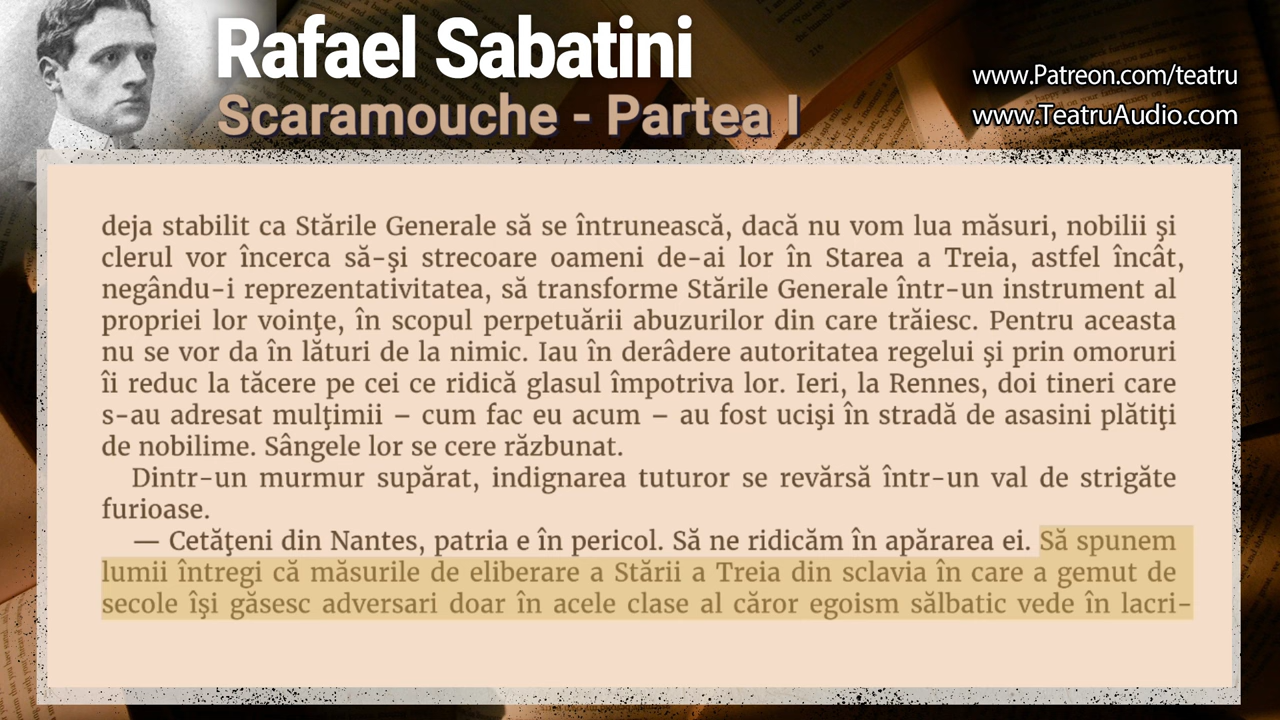 Rafael Sabatini
Scaramouche - Partea I
www.Patreon.com/teatru
www.TeatruAudio.com
deja stabilit ca Stările Generale să se întrunească, dacă nu vom lua măsuri, nobilii şi
clerul vor încerca să-şi strecoare oameni de-ai lor în Starea a Treia, astfel încât,
negându-i reprezentativitatea, să transforme Stările Generale într-un instrument al
propriei lor voinţe, în scopul perpetuării abuzurilor din care trăiesc. Pentru aceasta
nu se vor da în lături de la nimic. Iau în derâdere autoritatea regelui şi prin omoruri
îi reduc la tăcere pe cei ce ridică glasul împotriva lor. Ieri, la Rennes, doi tineri care
s-au adresat mulţimii – cum fac eu acum – au fost ucişi în stradă de asasini plătiţi
de nobilime. Sângele lor se cere răzbunat.
Dintr-un murmur supărat, indignarea tuturor se revărsă într-un val de strigăte
furioase.
— Cetăţeni din Nantes, patria e în pericol. Să ne ridicăm în apărarea ei. Să spunem
lumii întregi că măsurile de eliberare a Stării a Treia din sclavia în care a gemut de
secole îşi găsesc adversari doar în acele clase al căror egoism sălbatic vede în lacri-